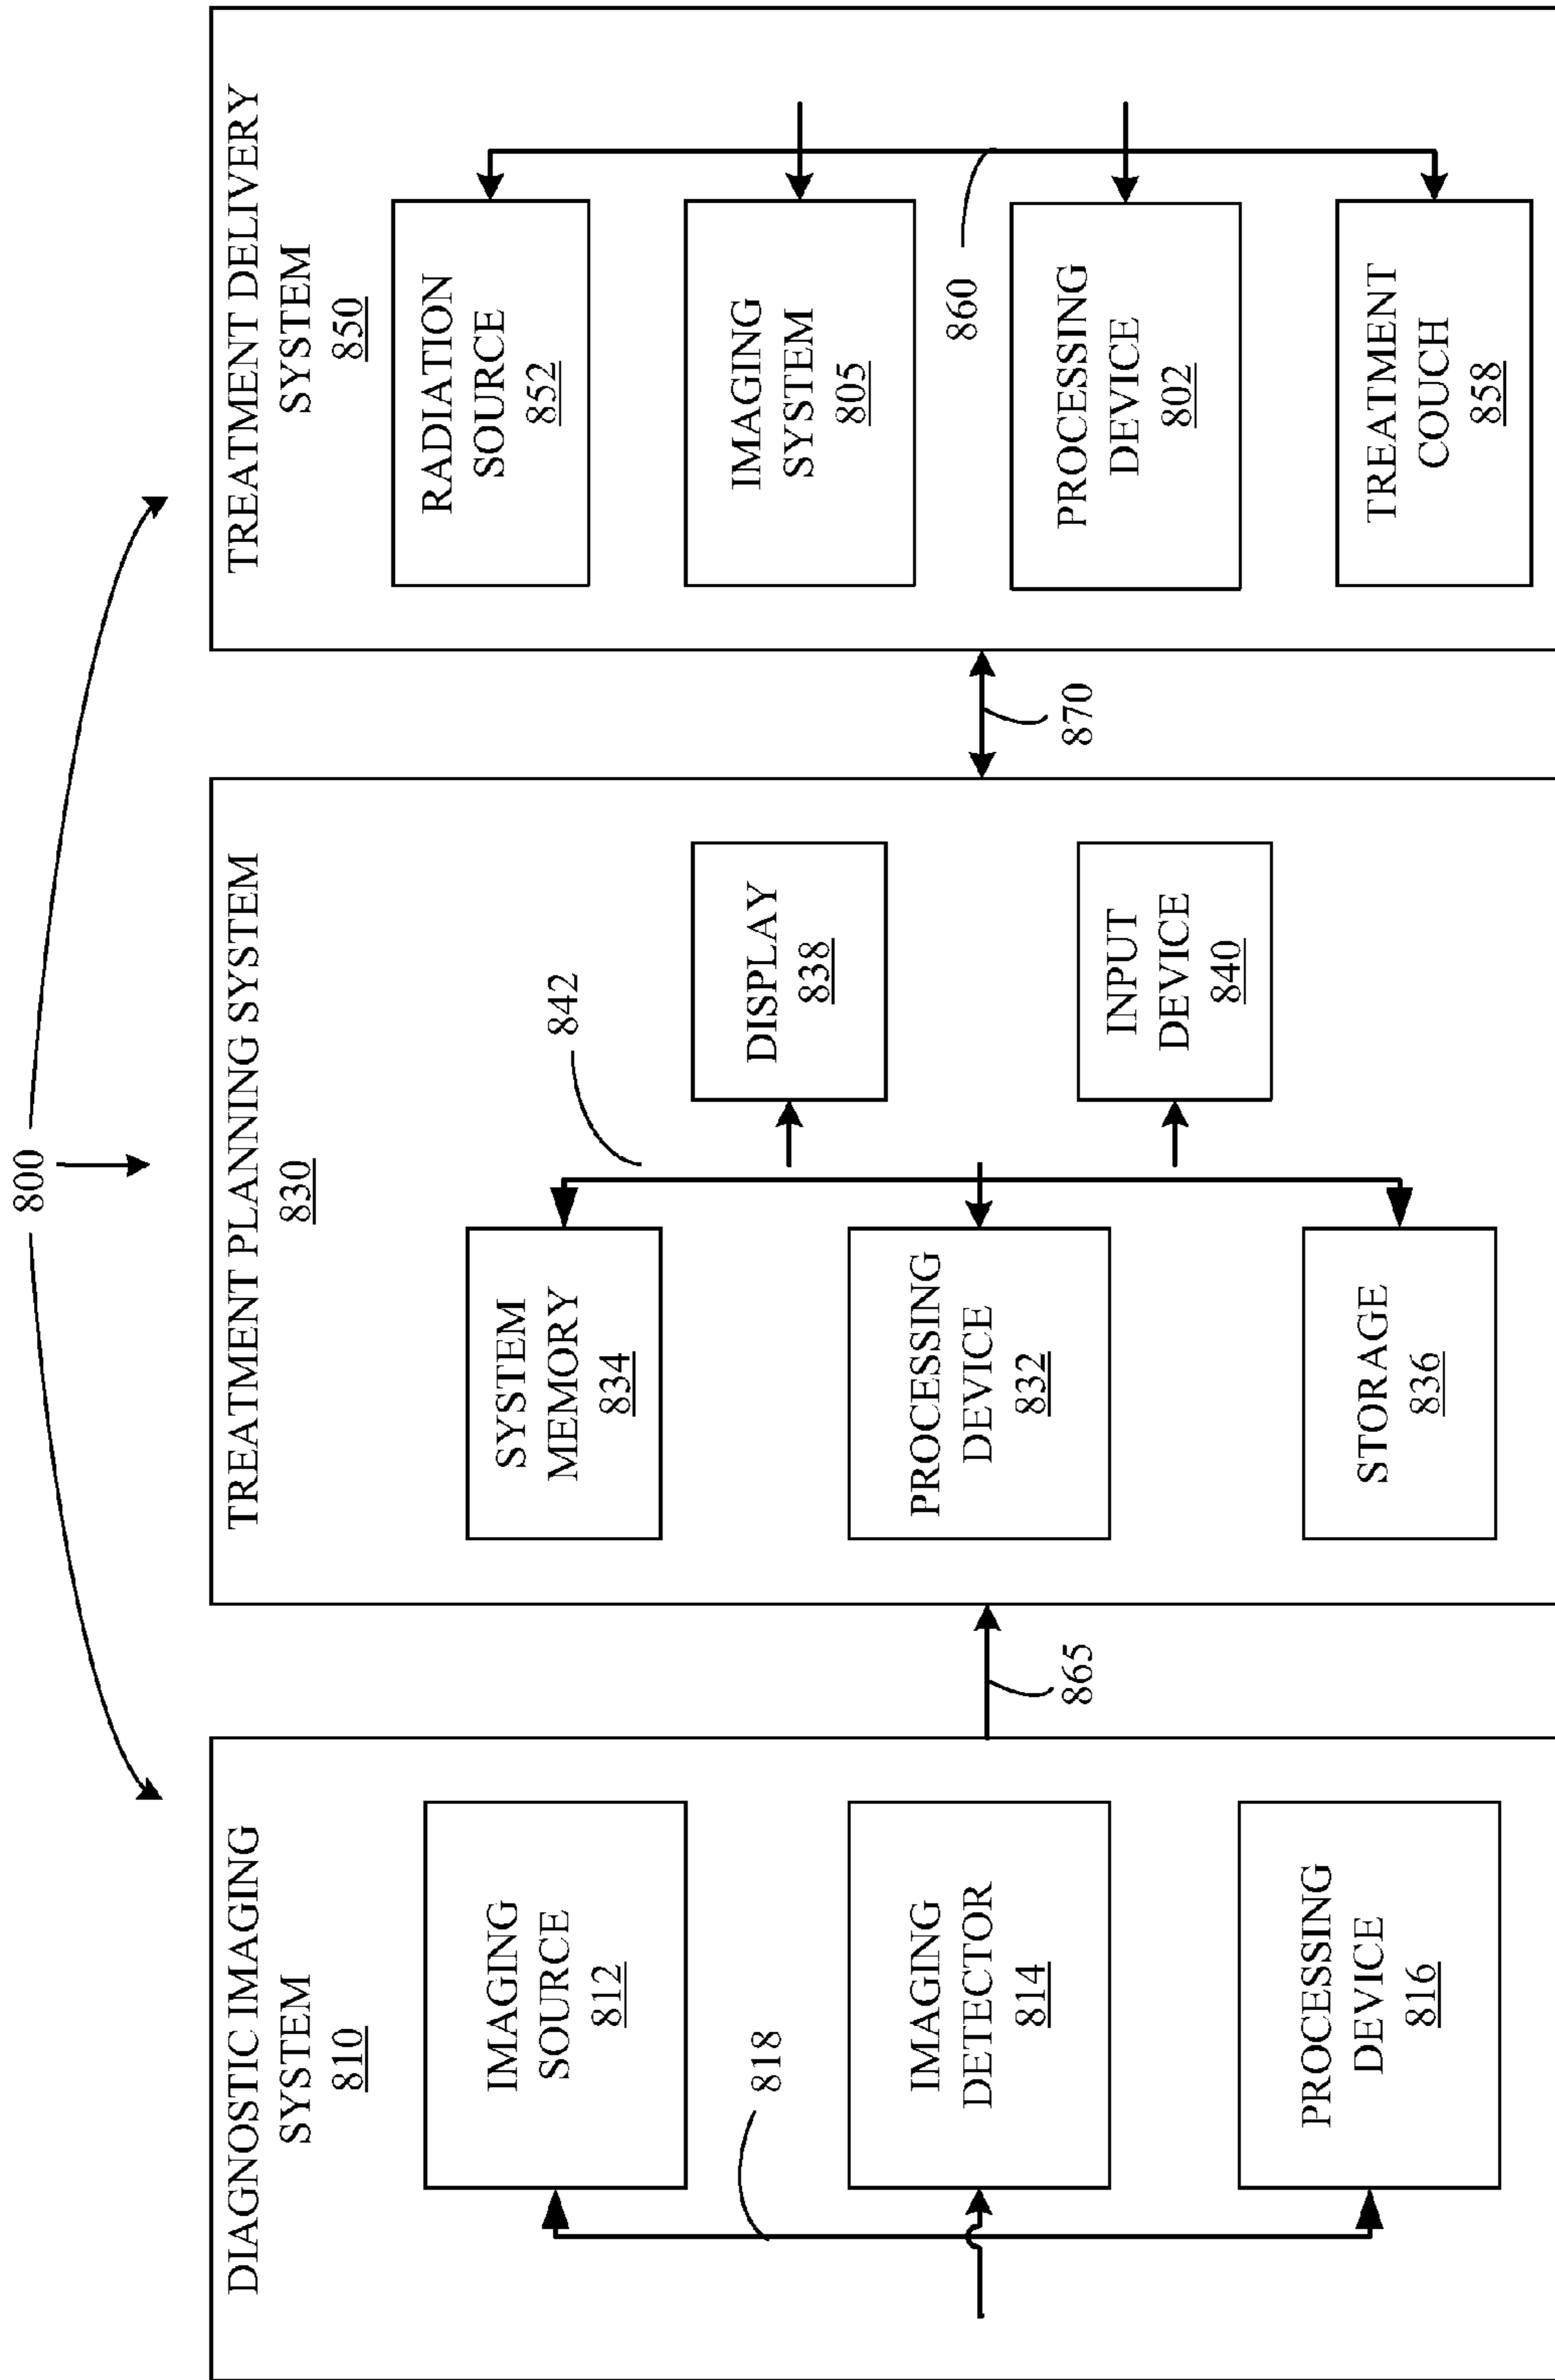 800
DIAGNOSTIC IMAGING
SYSTEM
810
IMAGING
SOURCE
812
818
IMAGING
DETECTOR
814
PROCESSING
DEVICE
816
865
TREATMENT PLANNING SYSTEM
830
SYSTEM
MEMORY
834
842
DISPLAY
838
PROCESSING
DEVICE
832
INPUT
DEVICE
840
STORAGE
836
870
TREATMENT DELIVERY
SYSTEM
850
RADIATION
SOURCE
852
IMAGING
SYSTEM
805
860
PROCESSING
DEVICE
802
TREATMENT
COUCH
858